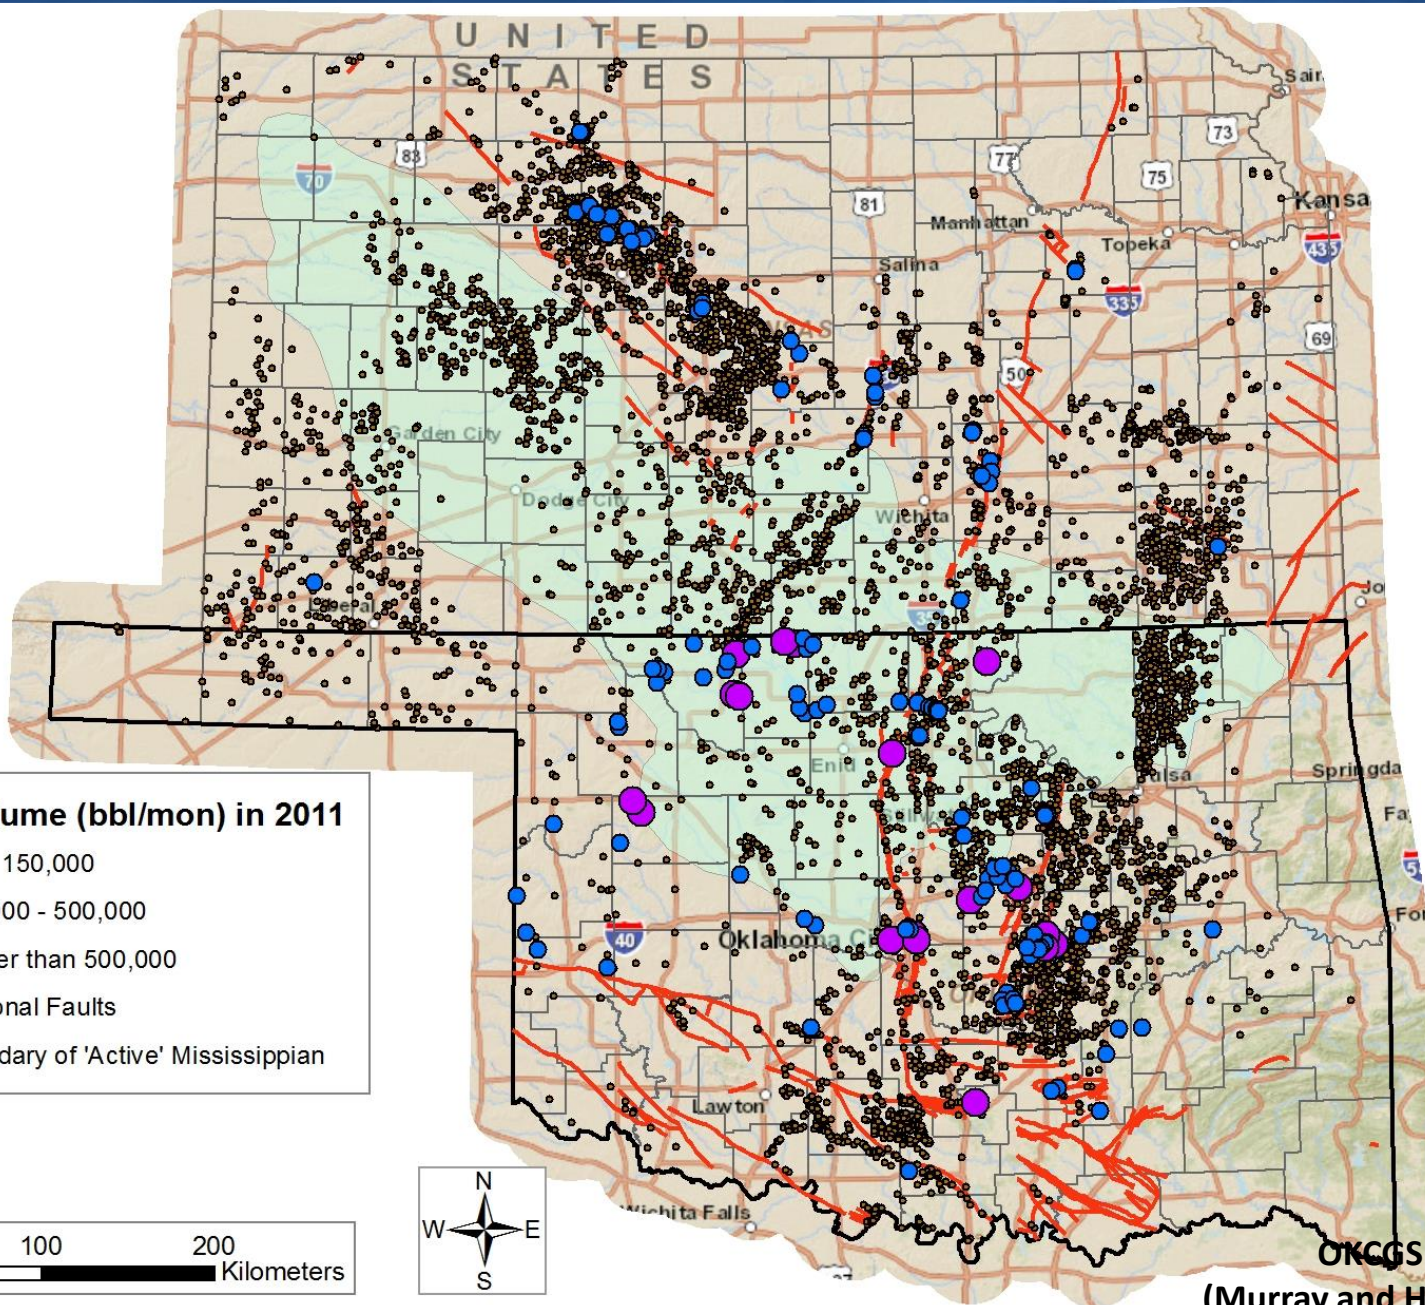 UNITED
STATES
83
70
77
73
75
81
Manhattan
Kansa
Topeka
435
Salina
335
69
50
Garden City
Dodge City
Wichita
Liberal
Enid
Springda
Oklahoma Ci
40
Lawton
Wichita Falls
ume (bbl/mon) in 2011
150,000
00 - 500,000
er than 500,000
onal Faults
dary of 'Active' Mississippian
N
W E
S
100 200
Kilometers
OKCGS
(Murray and H